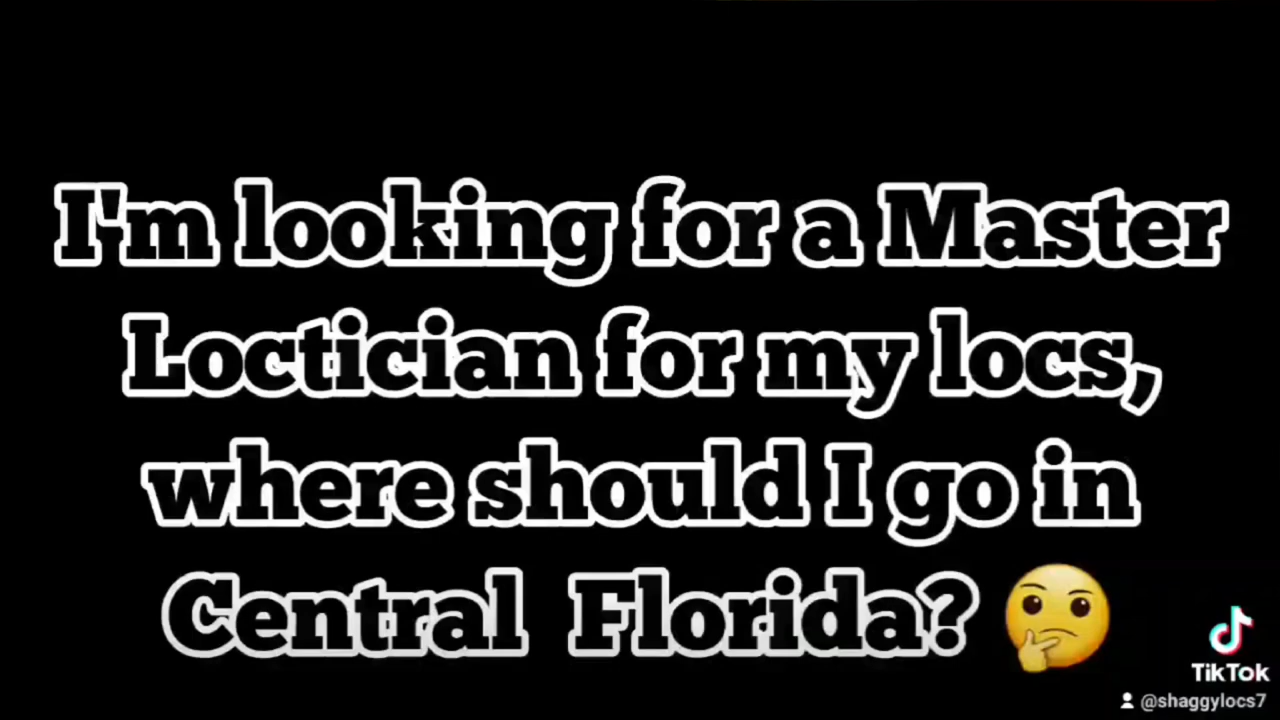 I'm looking for a Master
Loctician for my locs,
where should I go in
Central Florida? 🤔
TikTok
@shaggylocs7